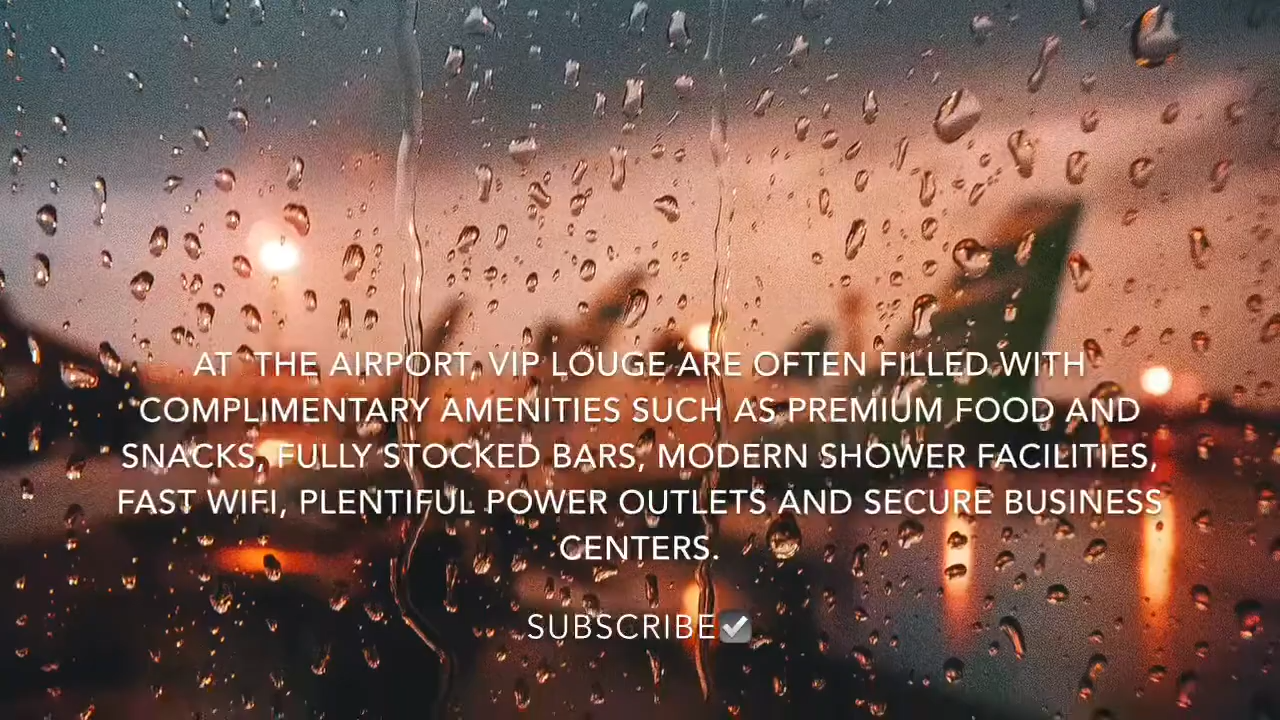 AT THE AIRPORT VIP LOUGE ARE OFTEN FILLED WITH
COMPLIMENTARY AMENITIES SUCH AS PREMIUM FOOD AND
SNACKS, FULLY STOCKED BARS, MODERN SHOWER FACILITIES,
FAST WIFI, PLENTIFUL POWER OUTLETS AND SECURE BUSINESS
CENTERS.
SUBSCRIBE☑️